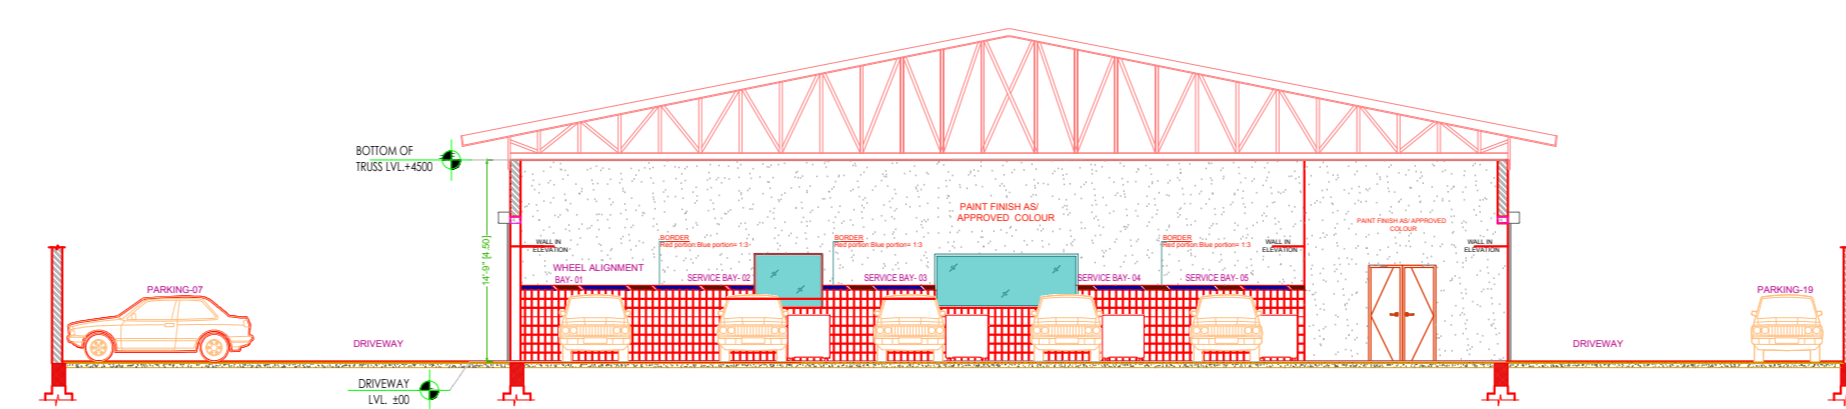 BOTTOM OF
TRUSS LVL.+4500
14'-9" [4.50]
PAINT FINISH AS/
APPROVED COLOUR
PAINT FINISH AS/ APPROVED
COLOUR
WALL IN
ELEVATION
BORDER
Red portion:Blue portion= 1:3
BORDER
Red portion:Blue portion= 1:3
BORDER
Red portion:Blue portion= 1:3
WALL IN
ELEVATION
WALL IN
ELEVATION
WHEEL ALIGNMENT
BAY- 01
SERVICE BAY- 02
SERVICE BAY- 03
SERVICE BAY- 04
SERVICE BAY- 05
PARKING-07
PARKING-19
DRIVEWAY
DRIVEWAY
DRIVEWAY
LVL. ±00